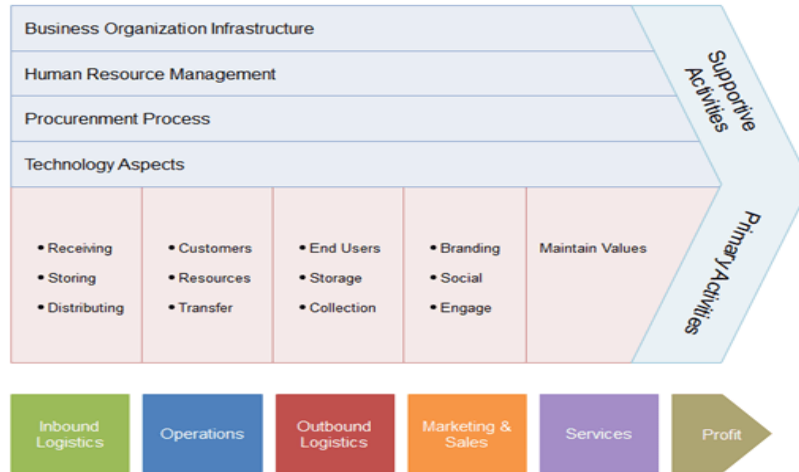 Business Organization Infrastructure
Human Resource Management
Procurenment Process
Technology Aspects
Supportive
Activities
• Receiving
• Storing
• Distributing
• Customers
• Resources
• Transfer
• End Users
• Storage
• Collection
• Branding
• Social
• Engage
Maintain Values
Primary Activities
Inbound
Logistics
Operations
Outbound
Logistics
Marketing &
Sales
Services
Profit